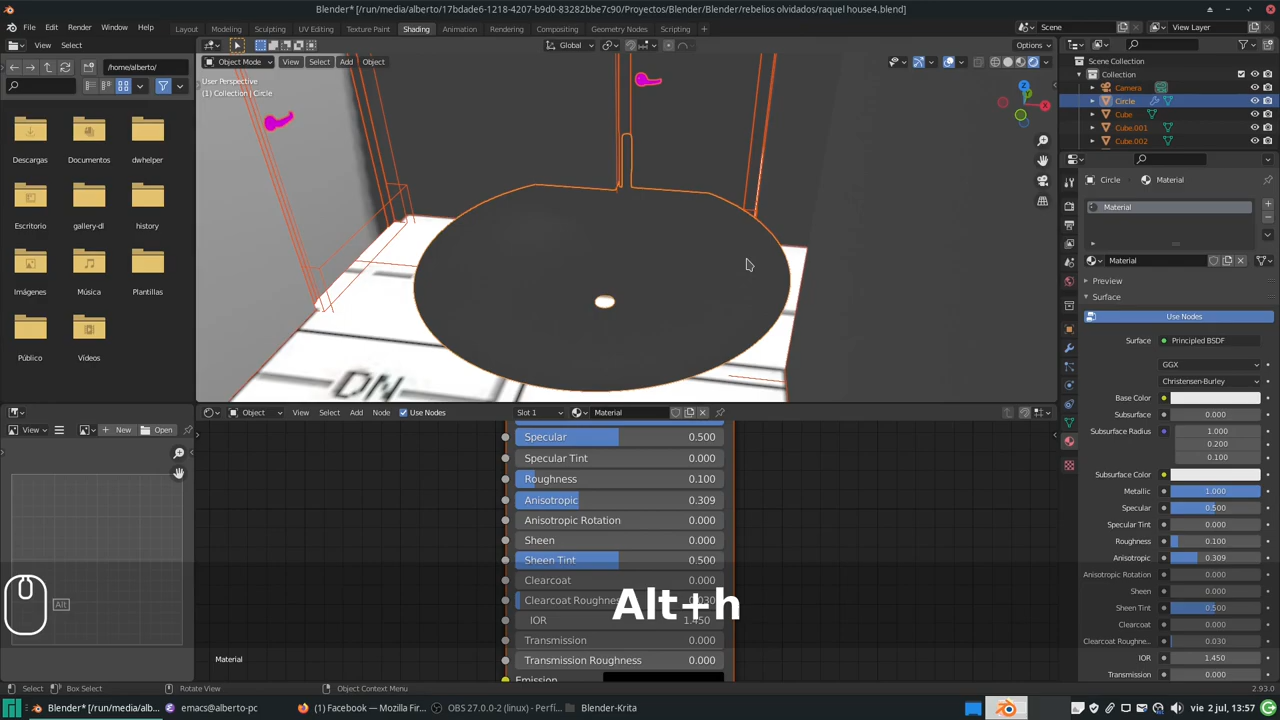 Blender* [/run/media/alberto/17bdade6-1218-4207-b9d0-83282bbe7c90/Proyectos/Blender/Blender/rebelios olvidados/raquel house4.blend]
File Edit Render Window Help Layout Modeling Sculpting UV Editing Texture Paint Shading Animation Rendering Compositing Geometry Nodes Scripting Scene View Layer
View Select Global Options
/home/alberto/ Object Mode View Select Add Object Scene Collection
User Perspective
(1) Collection | Circle
Collection
Camera
Circle
Cube
Cube.001
Cube.002
Descargas Documentos dwhelper
Escritorio gallery-dl history
Imágenes Música Plantillas
Público Vídeos
DN
Circle Material
Material
Material
Preview
Surface
Use Nodes
Surface Principled BSDF
GGX
Christensen-Burley
Base Color
Subsurface 0.000
Subsurface Radius 1.000
0.200
0.100
Subsurface Color
Metallic 1.000
Specular 0.500
Specular Tint 0.000
Roughness 0.100
Anisotropic 0.309
Anisotropic Rotation 0.000
Sheen 0.000
Sheen Tint 0.500
Clearcoat 0.000
Clearcoat Roughne... 0.030
IOR 1.450
Transmission 0.000
View New Open
Alt
Object View Select Add Node Use Nodes Slot 1 Material
Specular 0.500
Specular Tint 0.000
Roughness 0.100
Anisotropic 0.309
Anisotropic Rotation 0.000
Sheen 0.000
Sheen Tint 0.500
Clearcoat 0.000
Clearcoat Roughness 0.030
IOR 1.450
Transmission 0.000
Transmission Roughness 0.000
Emission
Alt+h
Material
Select Box Select Rotate View Object Context Menu 2.93.0
Blender* [/run/media/alberto/17... emacs@alberto-pc (1) Facebook — Mozilla Fir... OBS 27.0.0-2 (linux) - Perfi... Blender-Krita vie 2 jul, 13:57